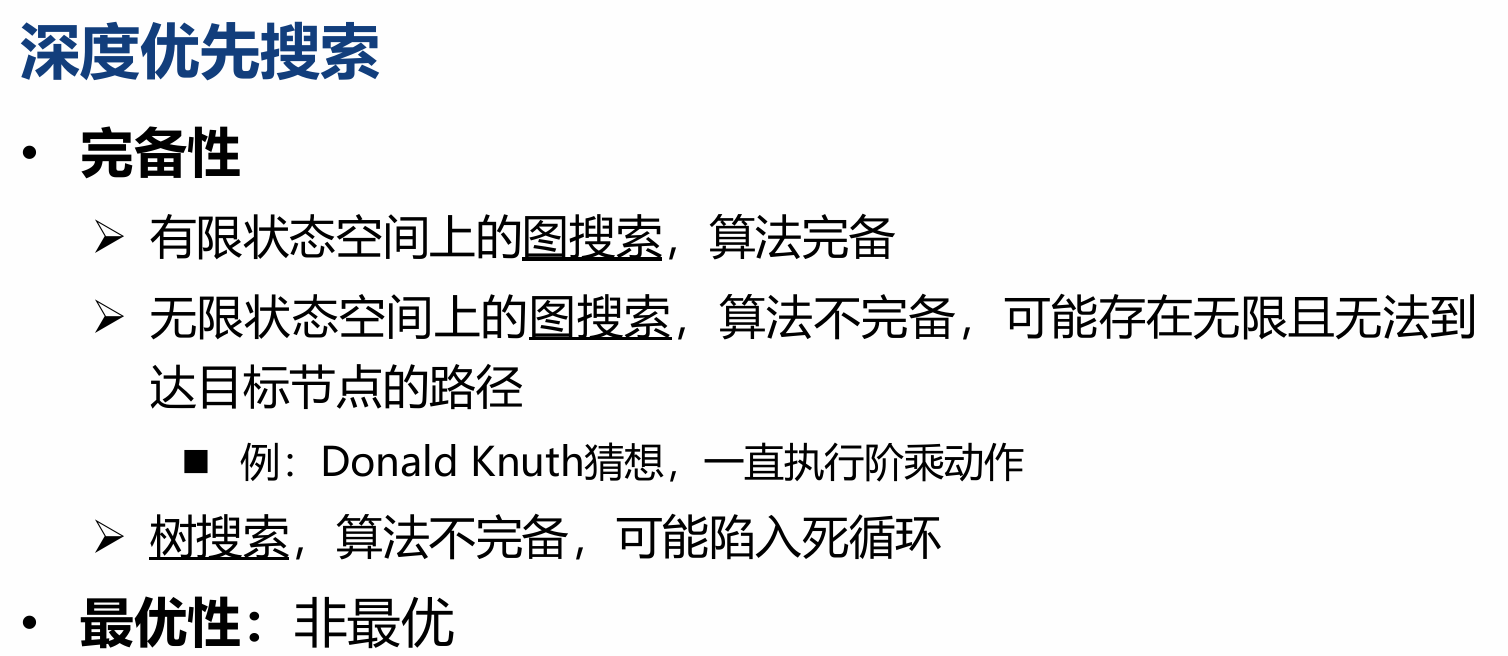 深度优先搜索
• 完备性
➢ 有限状态空间上的图搜索，算法完备
➢ 无限状态空间上的图搜索，算法不完备，可能存在无限且无法到
达目标节点的路径
■ 例：Donald Knuth猜想，一直执行阶乘动作
➢ 树搜索，算法不完备，可能陷入死循环
• 最优性：非最优